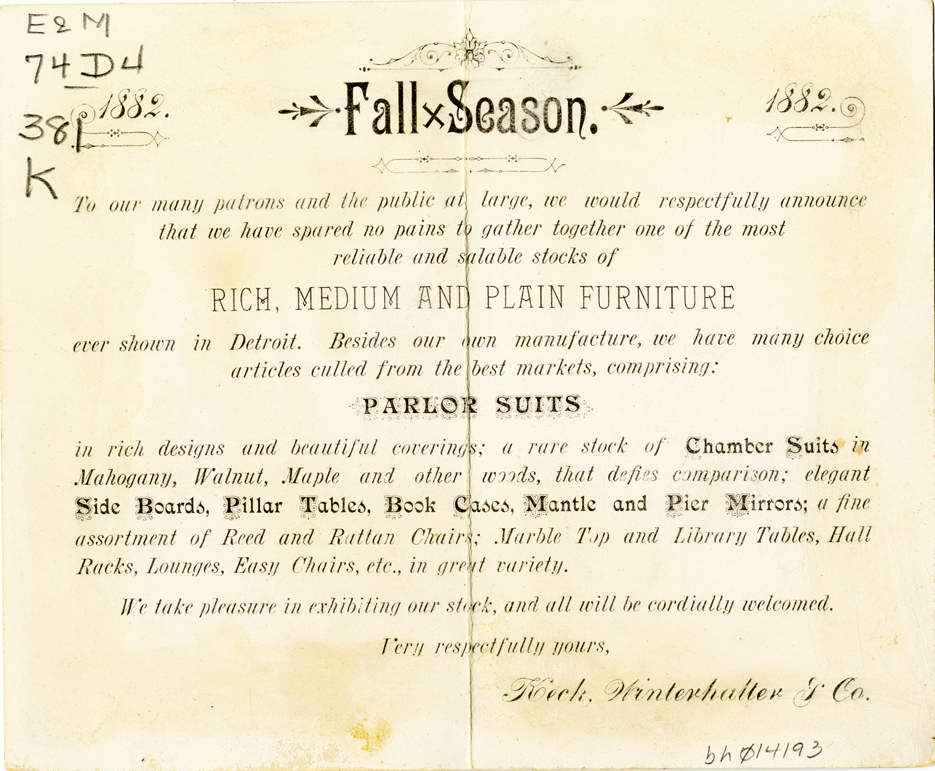 E & M
74 D4
381
K
1882. Fall × Season. 1882.
To our many patrons and the public at large, we would respectfully announce
that we have spared no pains to gather together one of the most
reliable and salable stocks of
RICH, MEDIUM AND PLAIN FURNITURE
ever shown in Detroit. Besides our own manufacture, we have many choice
articles culled from the best markets, comprising:
PARLOR SUITS
in rich designs and beautiful coverings; a rare stock of Chamber Suits in
Mahogany, Walnut, Maple and other woods, that defies comparison; elegant
Side Boards, Pillar Tables, Book Cases, Mantle and Pier Mirrors; a fine
assortment of Reed and Rattan Chairs; Marble Top and Library Tables, Hall
Racks, Lounges, Easy Chairs, etc., in great variety.
We take pleasure in exhibiting our stock, and all will be cordially welcomed.
Very respectfully yours,
Keck, Winterhalter & Co.
bh ø14193